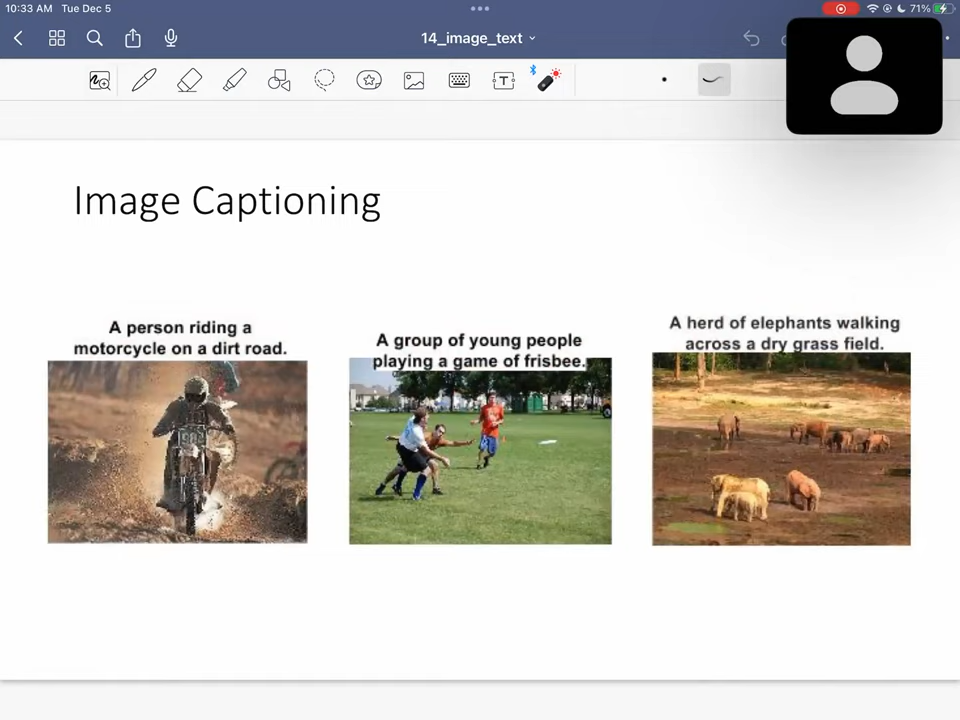 10:33 AM Tue Dec 5
71%
14_image_text
T
Image Captioning
A person riding a
motorcycle on a dirt road.
A group of young people
playing a game of frisbee.
A herd of elephants walking
across a dry grass field.